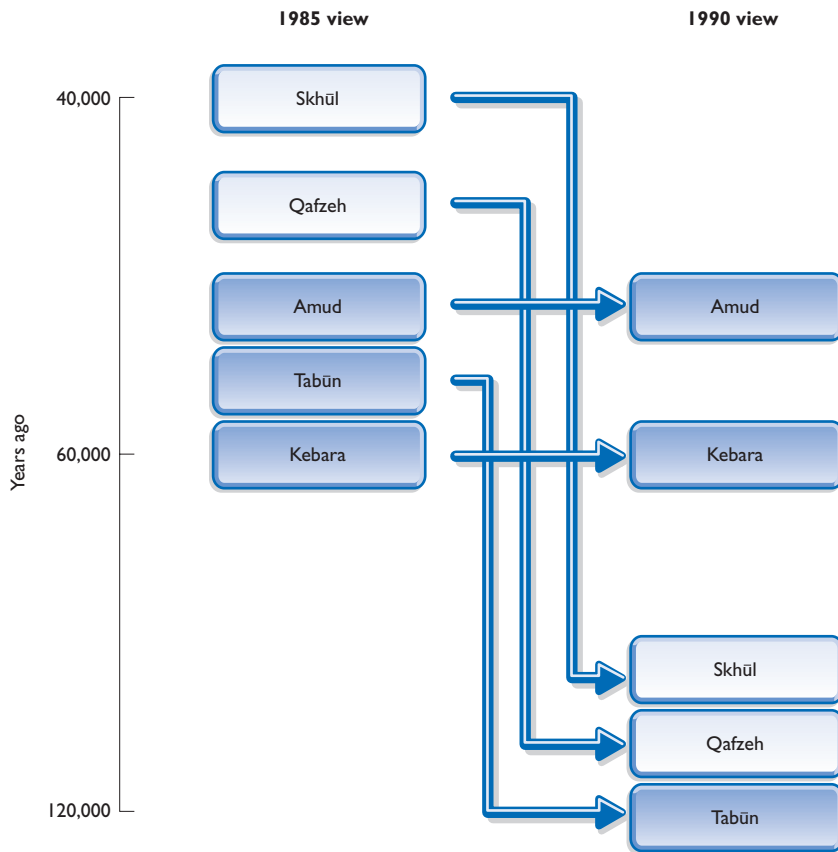 1985 view
1990 view
40,000
Skhūl
Qafzeh
Amud
Amud
Tabūn
Years ago
60,000
Kebara
Kebara
Skhūl
Qafzeh
120,000
Tabūn